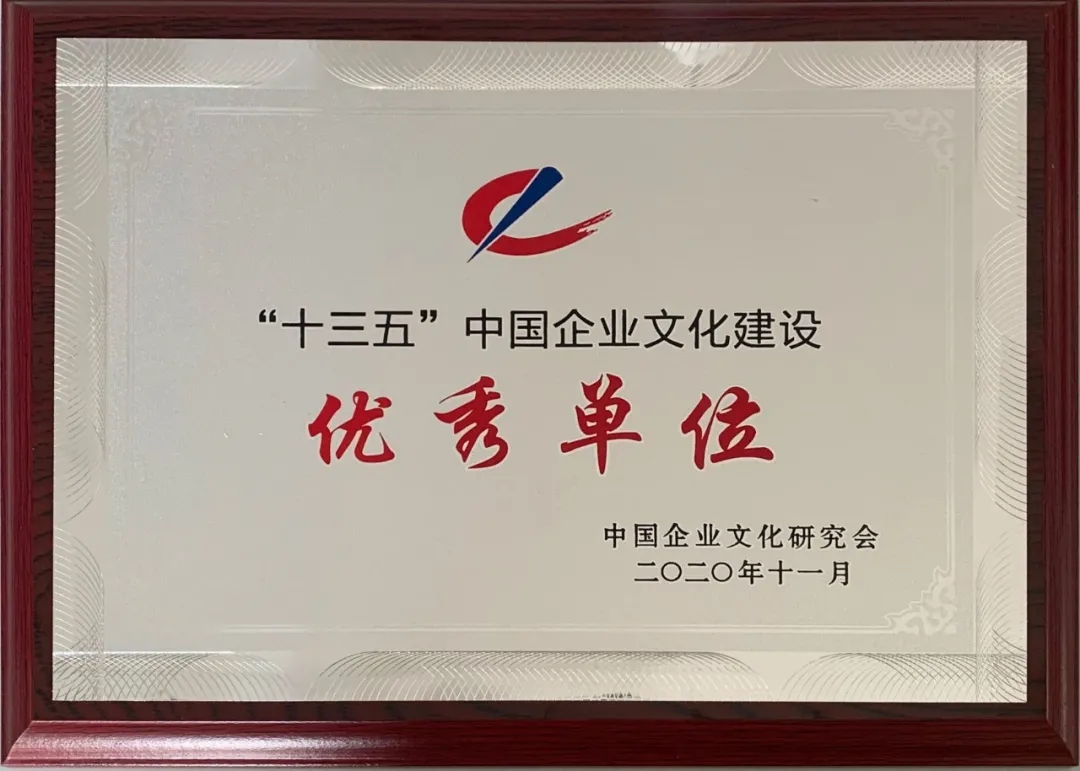 “十三五”中国企业文化建设
优秀单位
中国企业文化研究会
二〇二〇年十一月